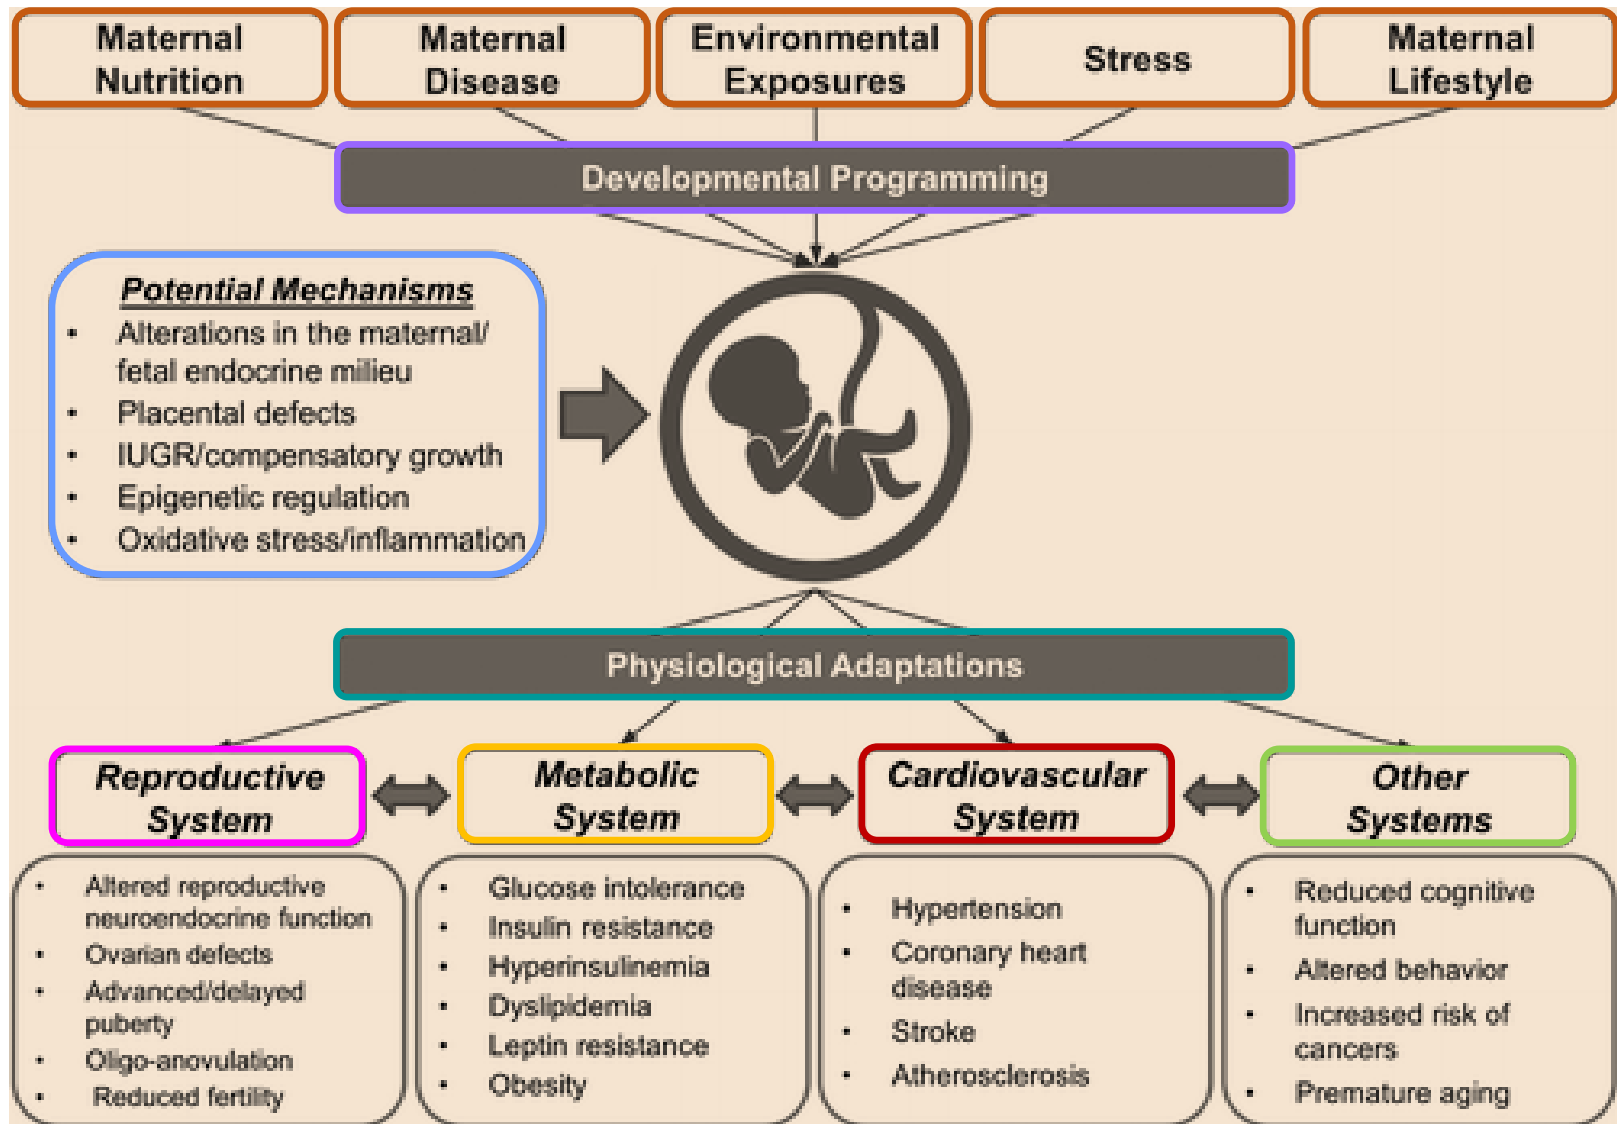 Maternal
Nutrition
Maternal
Disease
Environmental
Exposures
Stress
Maternal
Lifestyle
Developmental Programming
Potential Mechanisms
• Alterations in the maternal/
fetal endocrine milieu
• Placental defects
• IUGR/compensatory growth
• Epigenetic regulation
• Oxidative stress/inflammation
Physiological Adaptations
Reproductive
System
Metabolic
System
Cardiovascular
System
Other
Systems
• Altered reproductive
neuroendocrine function
• Ovarian defects
• Advanced/delayed
puberty
• Oligo-anovulation
• Reduced fertility
• Glucose intolerance
• Insulin resistance
• Hyperinsulinemia
• Dyslipidemia
• Leptin resistance
• Obesity
• Hypertension
• Coronary heart
disease
• Stroke
• Atherosclerosis
• Reduced cognitive
function
• Altered behavior
• Increased risk of
cancers
• Premature aging